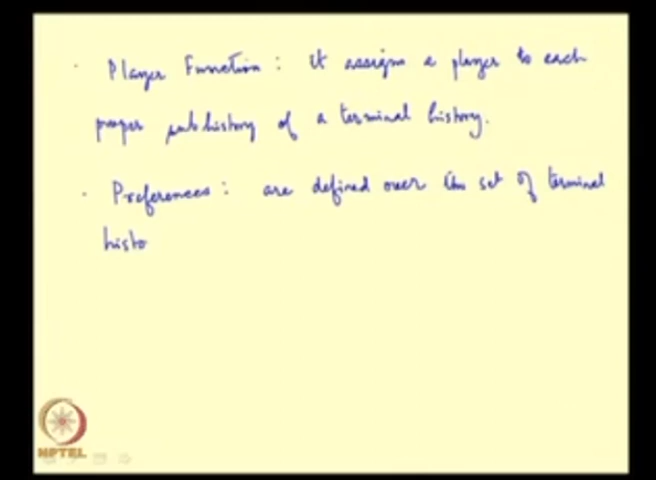 · Player Function : It assigns a player to each
proper subhistory of a terminal history.
· Preferences : are defined over the set of terminal
histo
NPTEL